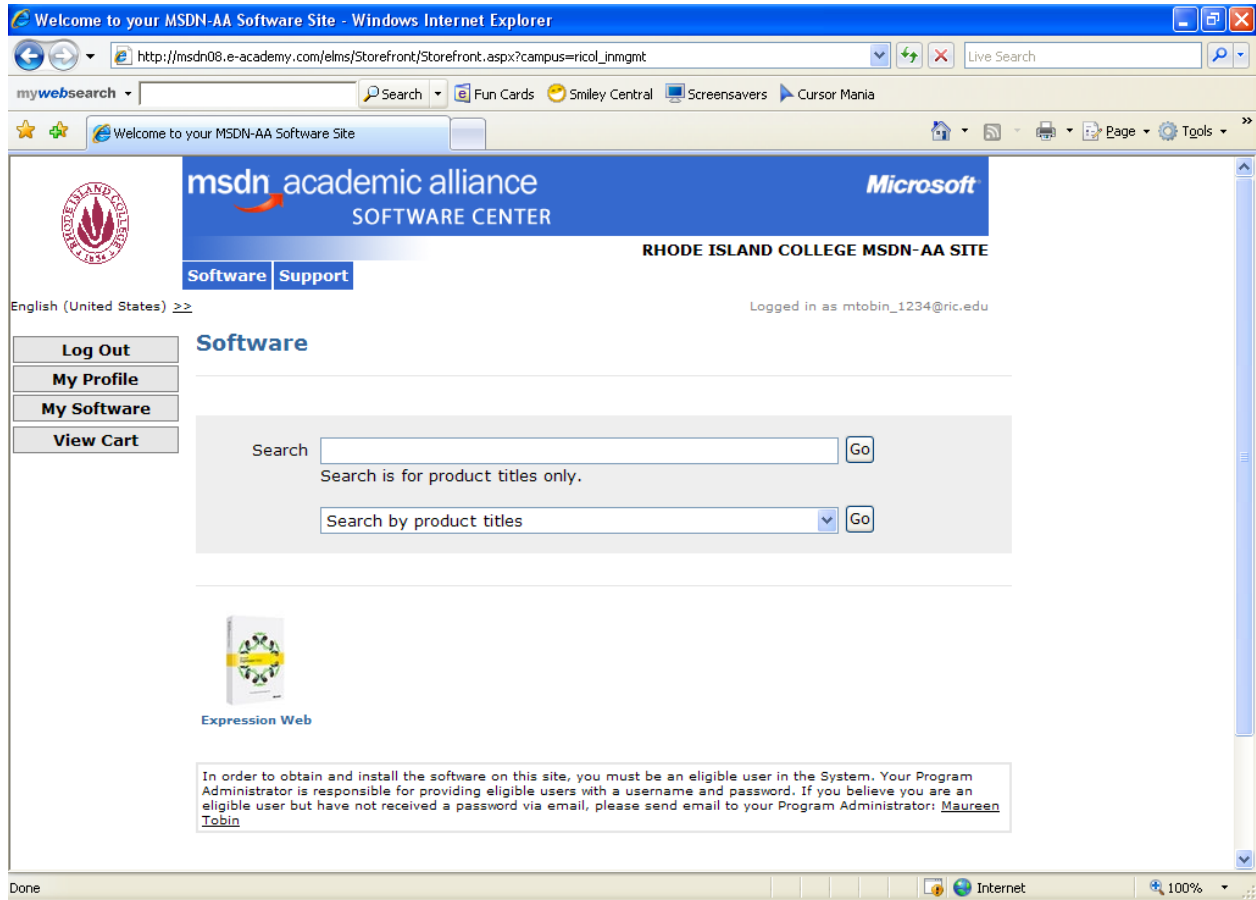 Welcome to your MSDN-AA Software Site - Windows Internet Explorer
http://msdn08.e-academy.com/elms/Storefront/Storefront.aspx?campus=ricol_inmgmt
Live Search
mywebsearch
Search
Fun Cards
Smiley Central
Screensavers
Cursor Mania
Welcome to your MSDN-AA Software Site
Page
Tools
RHODE ISLAND COLLEGE
1854
msdn academic alliance
SOFTWARE CENTER
Microsoft
RHODE ISLAND COLLEGE MSDN-AA SITE
Software Support
English (United States) >>
Logged in as mtobin_1234@ric.edu
Log Out
My Profile
My Software
View Cart
Software
Search
Go
Search is for product titles only.
Search by product titles
Go
Expression Web
In order to obtain and install the software on this site, you must be an eligible user in the System. Your Program
Administrator is responsible for providing eligible users with a username and password. If you believe you are an
eligible user but have not received a password via email, please send email to your Program Administrator: Maureen
Tobin
Done
Internet
100%